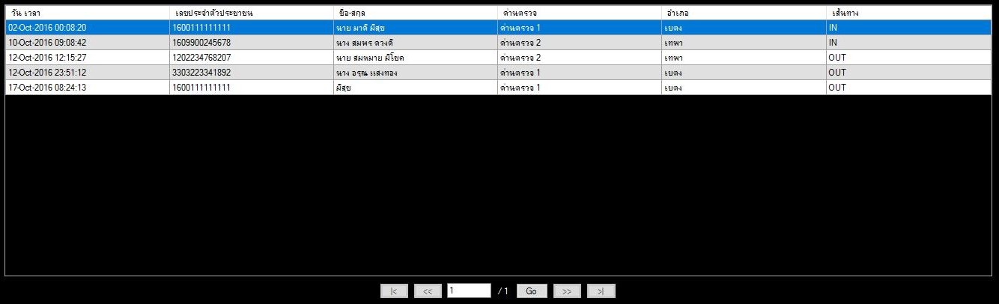 วัน เวลา เลขประจำตัวประชาชน ชื่อ-สกุล ด่านตรวจ อำเภอ เส้นทาง
02-Oct-2016 00:08:20 1600111111111 นาย มาดี มีสุข ด่านตรวจ 1 เบตง IN
10-Oct-2016 09:08:42 1609900245678 นาง สมพร ดวงดี ด่านตรวจ 2 เทพา IN
12-Oct-2016 12:15:27 1202234768207 นาย สมหมาย มีโชค ด่านตรวจ 2 เทพา OUT
12-Oct-2016 23:51:12 3303223341892 นาง อรุณ แสงทอง ด่านตรวจ 1 เบตง OUT
17-Oct-2016 08:24:13 1600111111111 มีสุข ด่านตรวจ 1 เบตง OUT
|< << 1 / 1 Go >> >|